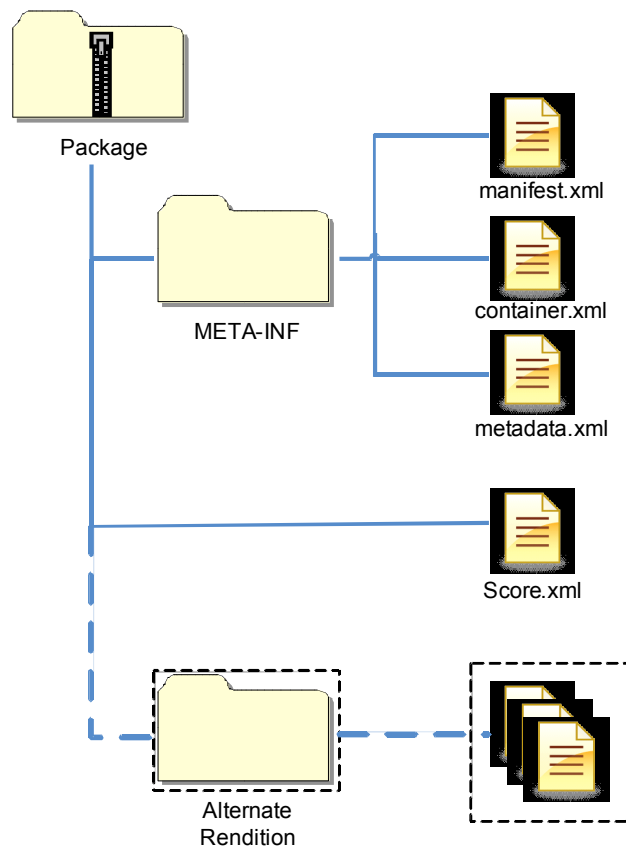 Package
manifest.xml
META-INF
container.xml
metadata.xml
Score.xml
Alternate
Rendition